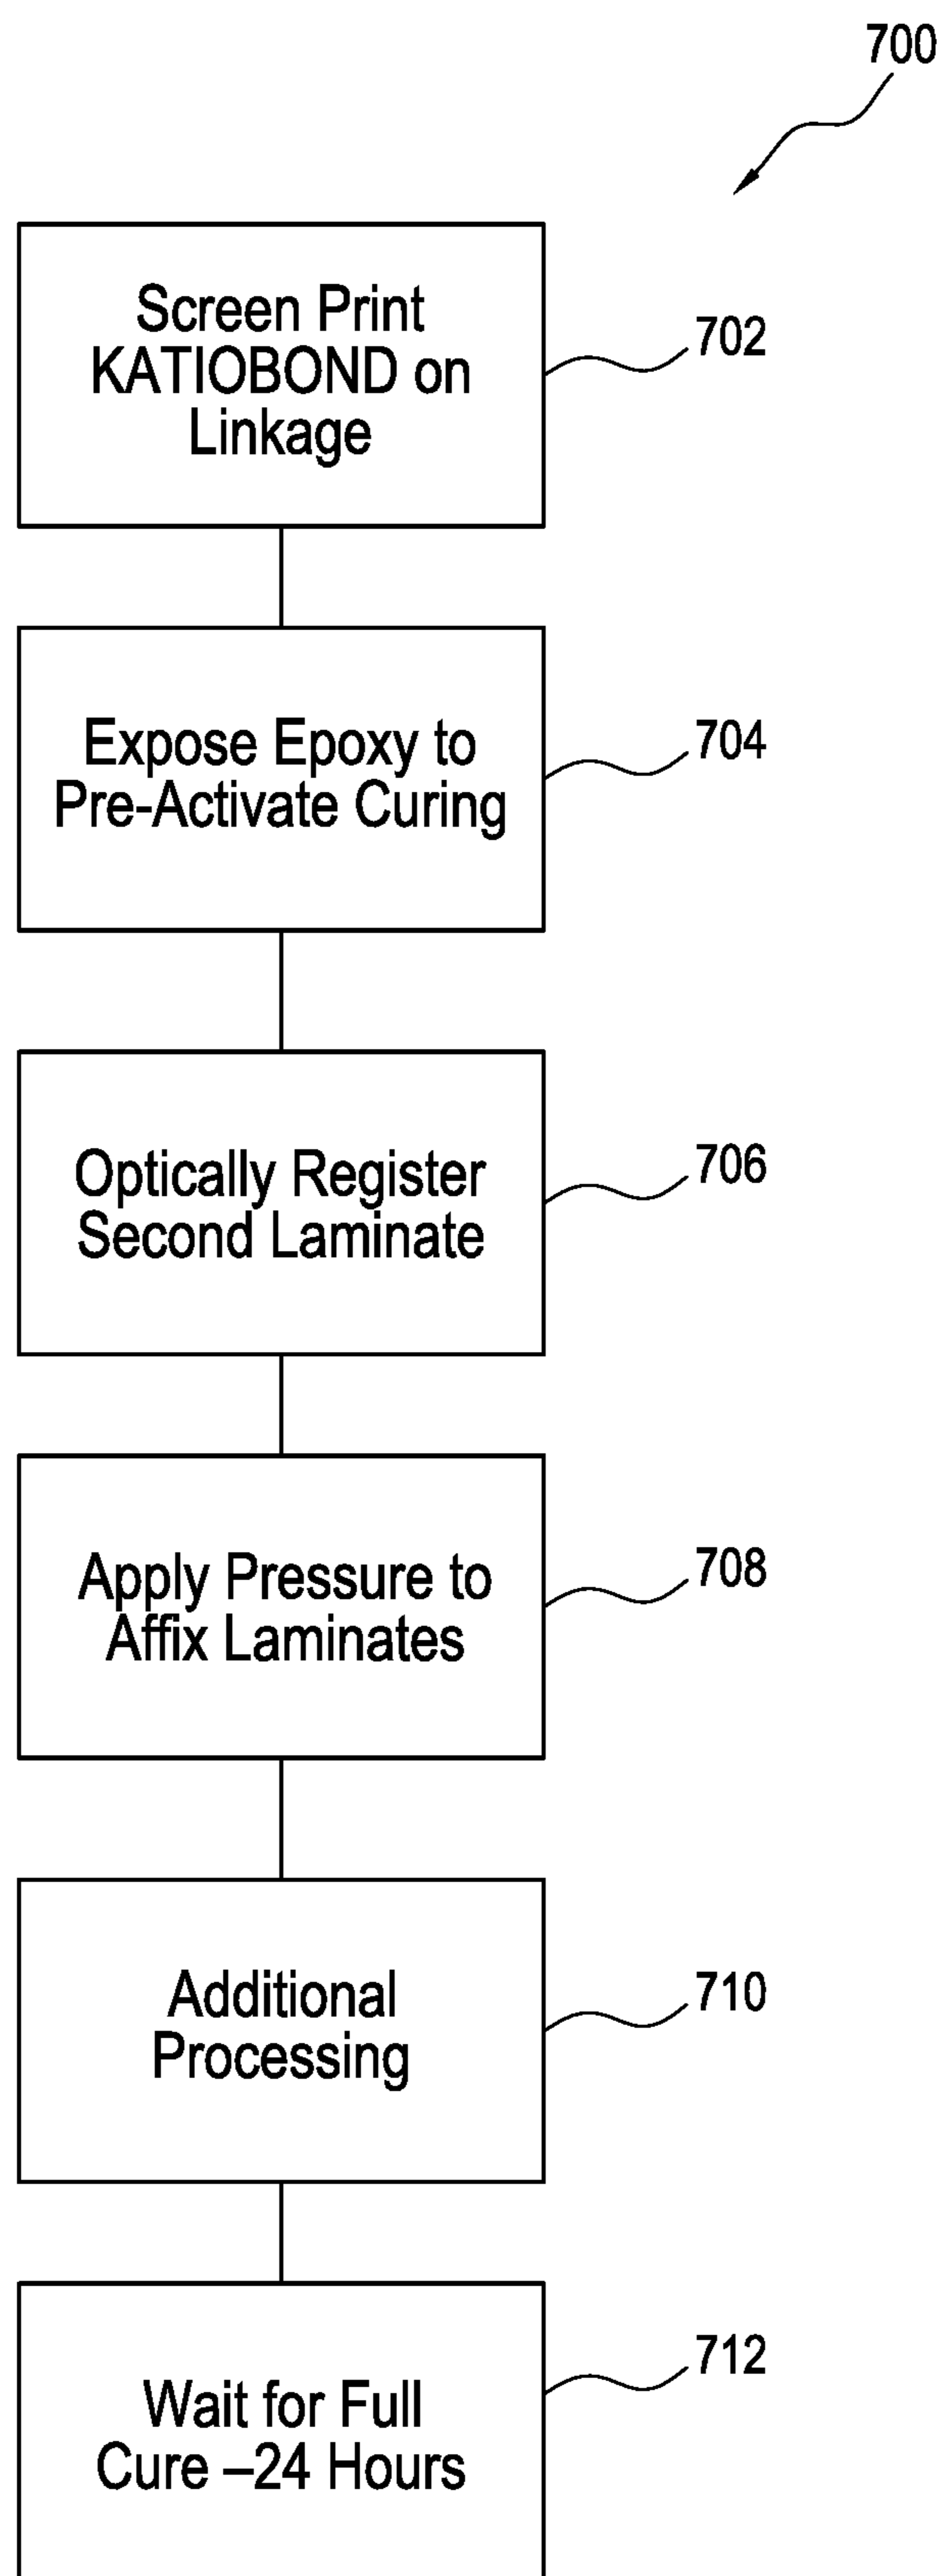 700
Screen Print
KATIOBOND on
Linkage
702
Expose Epoxy to
Pre-Activate Curing
704
Optically Register
Second Laminate
706
Apply Pressure to
Affix Laminates
708
Additional
Processing
710
Wait for Full
Cure –24 Hours
712